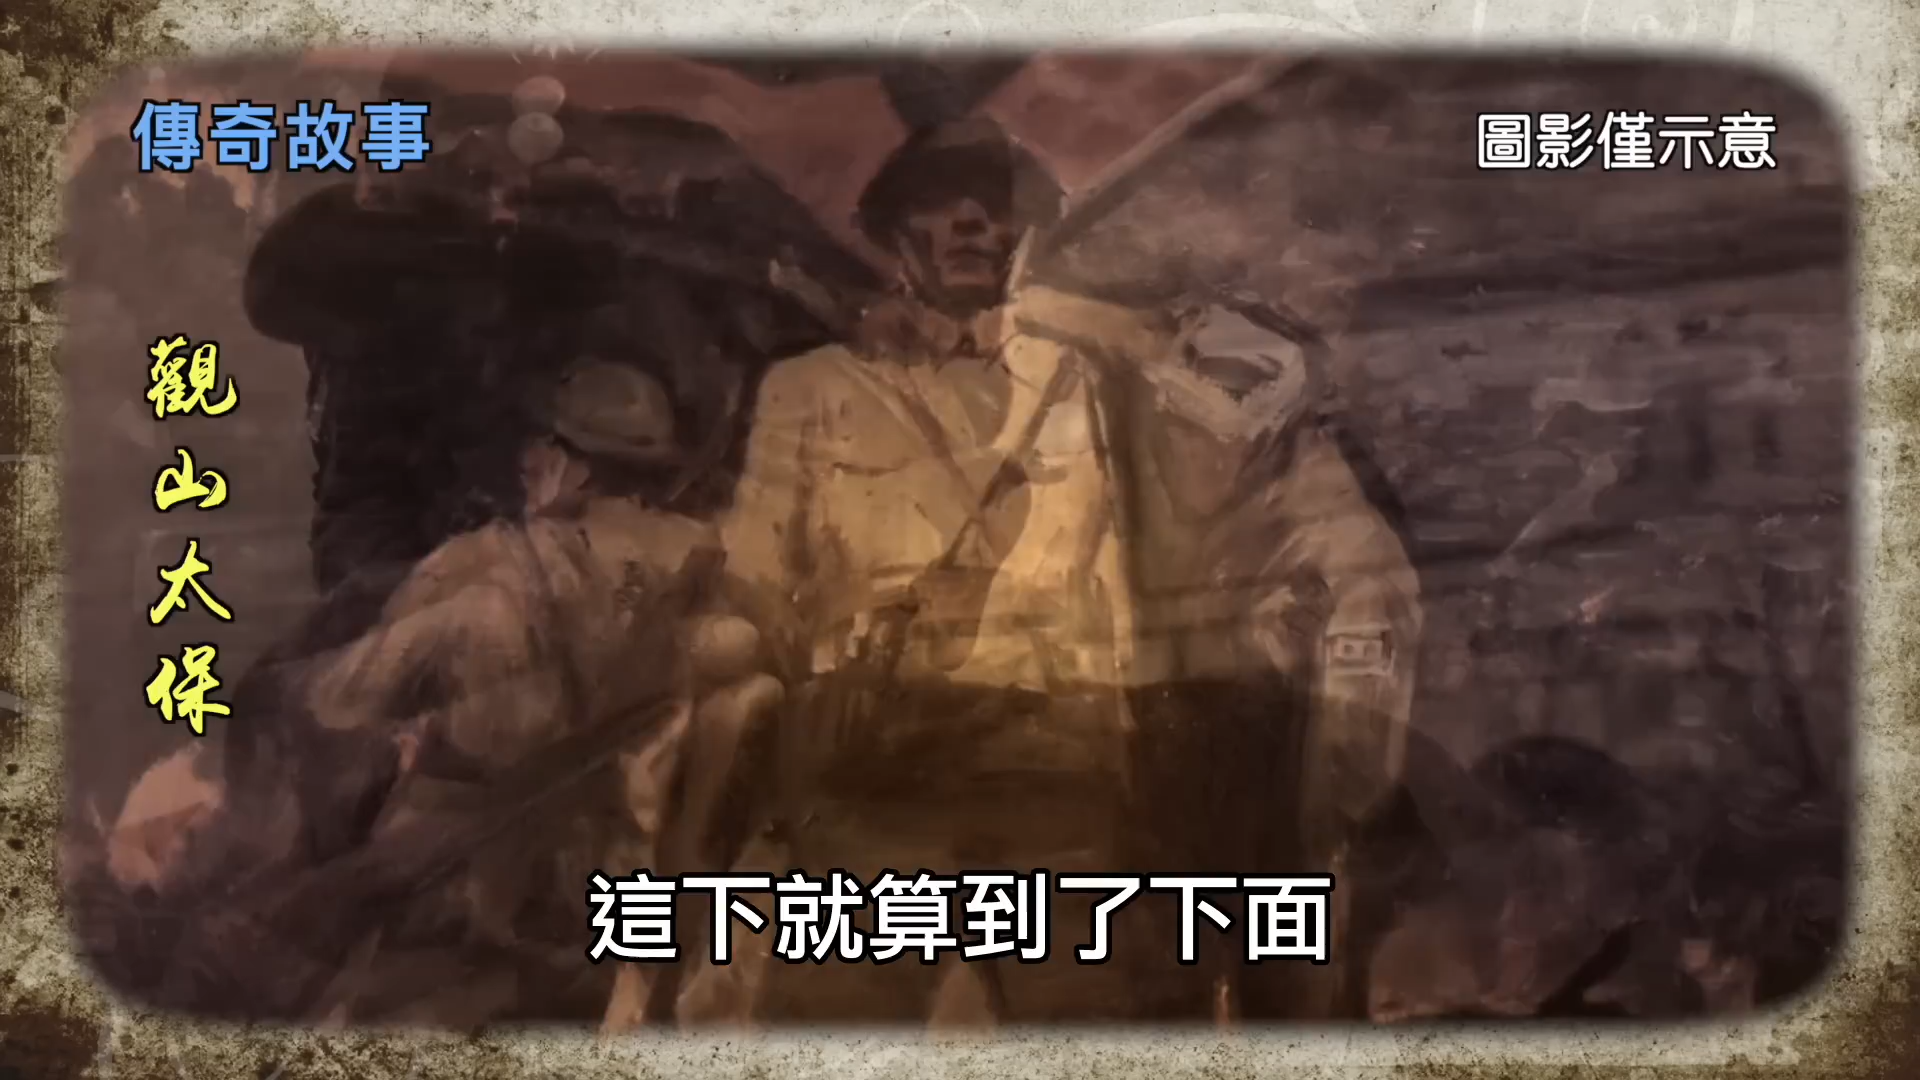 傳奇故事
圖影僅示意
觀山太保
這下就算到了下面